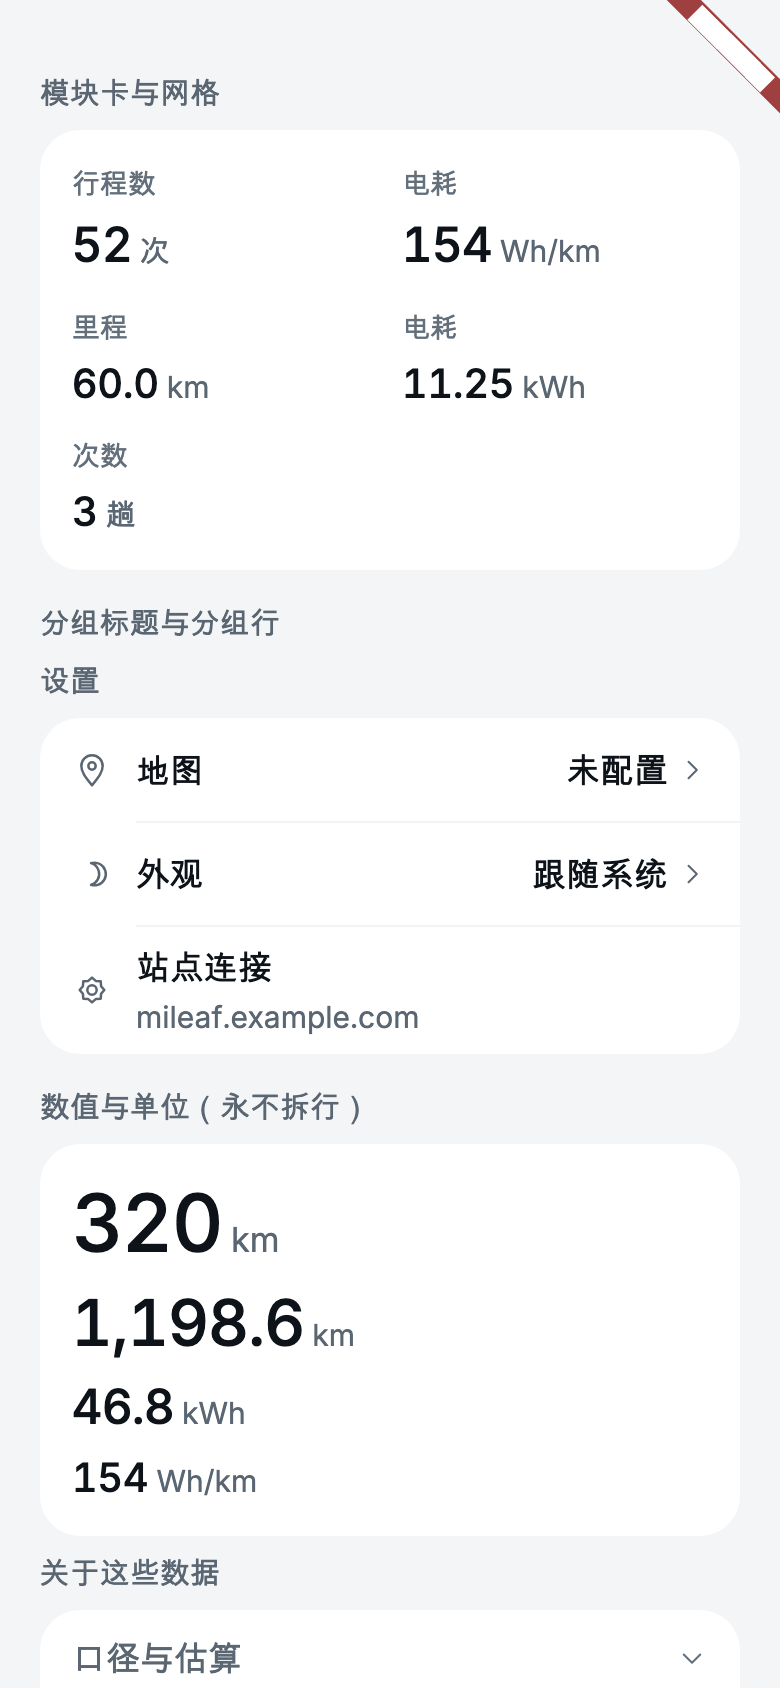 模块卡与网格
行程数 电耗
52 次 154 Wh/km
里程 电耗
60.0 km 11.25 kWh
次数
3 趟
分组标题与分组行
设置
地图 未配置
外观 跟随系统
站点连接
mileaf.example.com
数值与单位（永不拆行）
320 km
1,198.6 km
46.8 kWh
154 Wh/km
关于这些数据
口径与估算